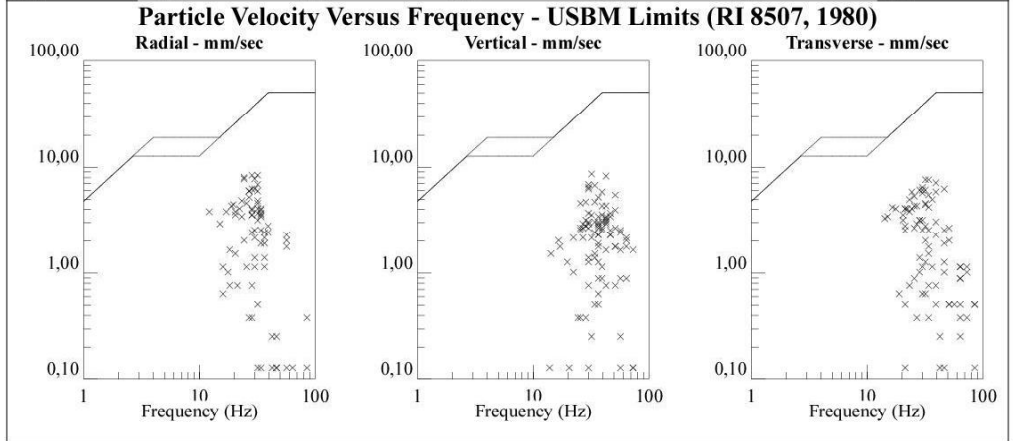 Particle Velocity Versus Frequency - USBM Limits (RI 8507, 1980)
Radial - mm/sec
100,00
10,00
1,00
0,10
1 10 100
Frequency (Hz)
Vertical - mm/sec
100,00
10,00
1,00
0,10
1 10 100
Frequency (Hz)
Transverse - mm/sec
100,00
10,00
1,00
0,10
1 10 100
Frequency (Hz)